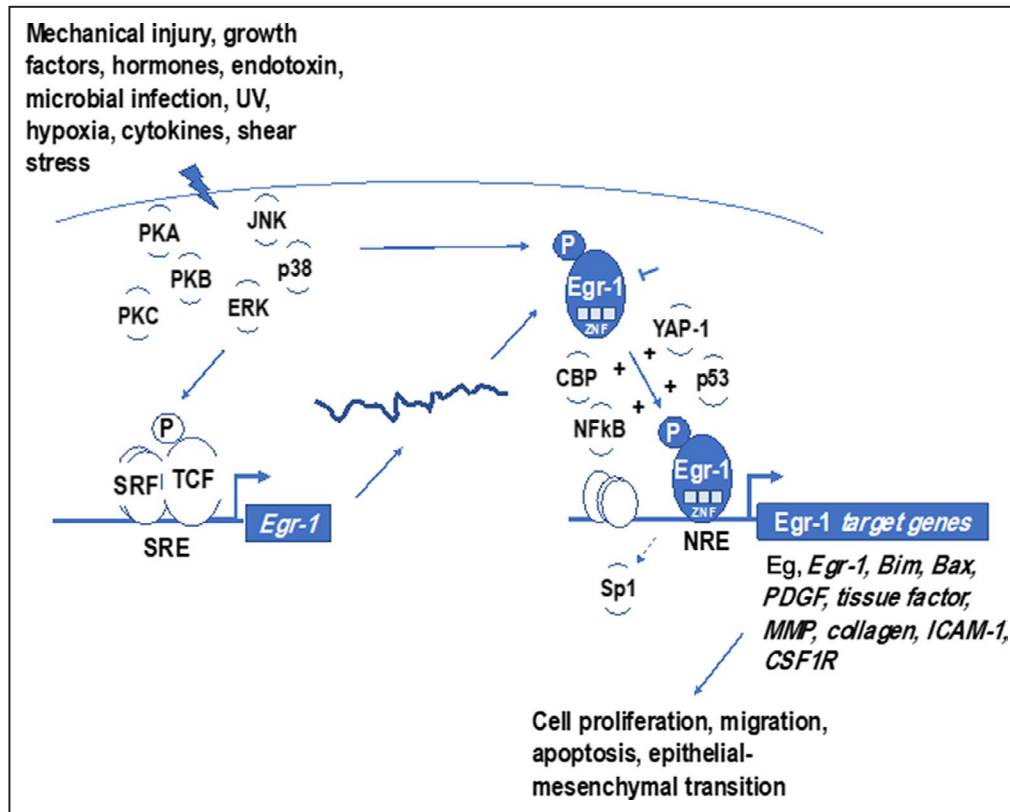 Mechanical injury, growth
factors, hormones, endotoxin,
microbial infection, UV,
hypoxia, cytokines, shear
stress
JNK
PKA
p38
PKB
PKC
ERK
P
Egr-1
ZNF
YAP-1
+
+
CBP
p53
+
+
NFkB
P
SRF
TCF
Egr-1
SRE
P
Egr-1
ZNF
NRE
Egr-1 target genes
Sp1
Eg, Egr-1, Bim, Bax,
PDGF, tissue factor,
MMP, collagen, ICAM-1,
CSF1R
Cell proliferation, migration,
apoptosis, epithelial-
mesenchymal transition